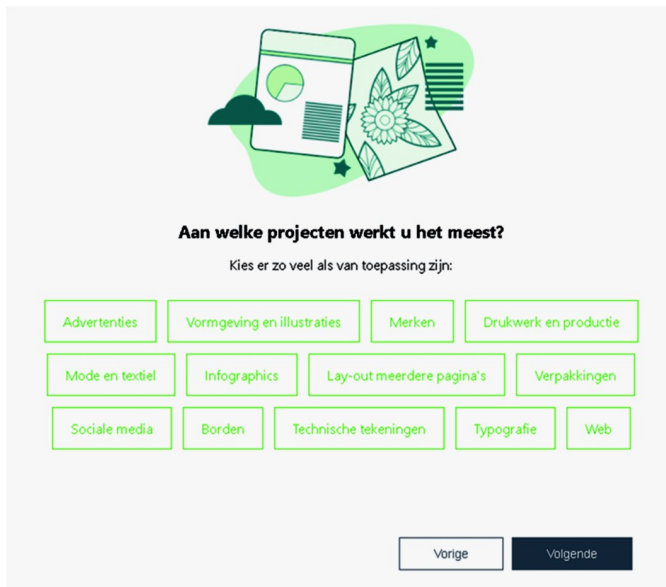 Aan welke projecten werkt u het meest?
Kies er zo veel als van toepassing zijn:
Advertenties Vormgeving en illustraties Merken Drukwerk en productie
Mode en textiel Infographics Lay-out meerdere pagina's Verpakkingen
Sociale media Borden Technische tekeningen Typografie Web
Vorige Volgende